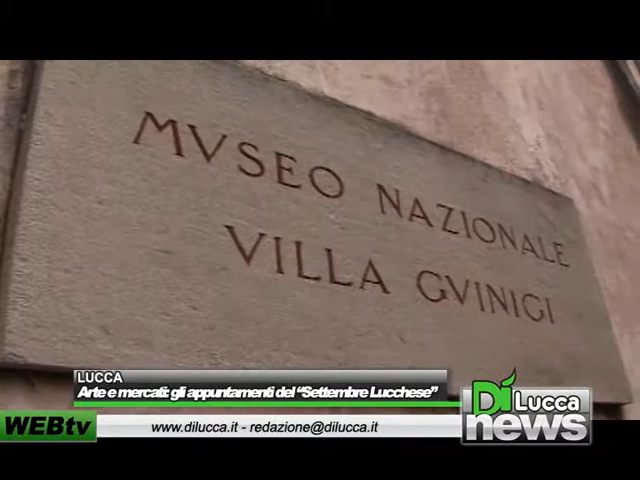 MVSEO NAZIONALE
VILLA GVINIGI
LUCCA
Arte e mercati: gli appuntamenti del "Settembre Lucchese"
WEBtv
www.dilucca.it - redazione@dilucca.it
Di Lucca
news